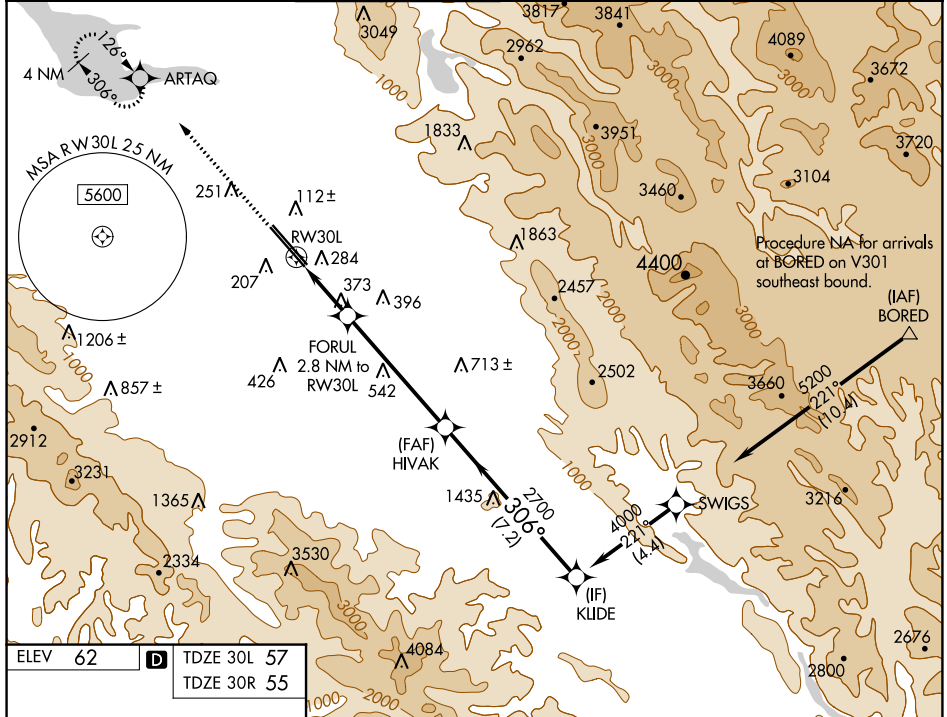 3049
3817
3841
2962
4089
3672
126°
4 NM
306°
ARTAQ
1000
3000
3000
3000
1833
3951
3720
MSA RW30L 25 NM
5600
251
112 ±
3460
3104
RW30L
284
207
1863
4400
Procedure NA for arrivals
at BORED on V301
southeast bound.
373
396
2457
(IAF)
BORED
3000
2000
1206 ±
1000
FORUL
2.8 NM to
RW30L
426
542
713 ±
2502
857 ±
3660
5200
221°
(10.4)
2912
3231
(FAF)
HIVAK
1000
1365
1435
2700
306°
(7.2)
4000
221°
(4.4)
SWIGS
3216
2334
3530
(IF)
KLIDE
3000
4084
2676
2800
1000
2000
ELEV 62
D
TDZE 30L 57
TDZE 30R 55